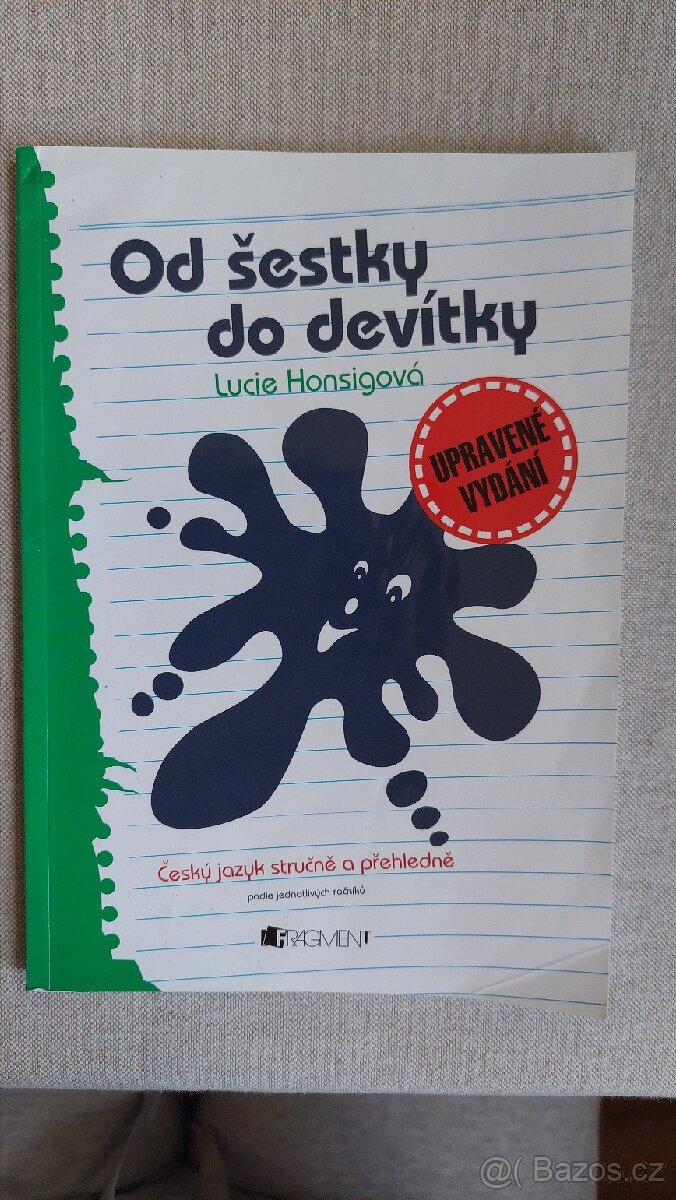 Od šestky
do devítky
Lucie Honsigová
UPRAVENÉ
VYDÁNÍ
Český jazyk stručně a přehledně
podle jednotlivých ročníků
FRAGMENT
@( Bazos.cz